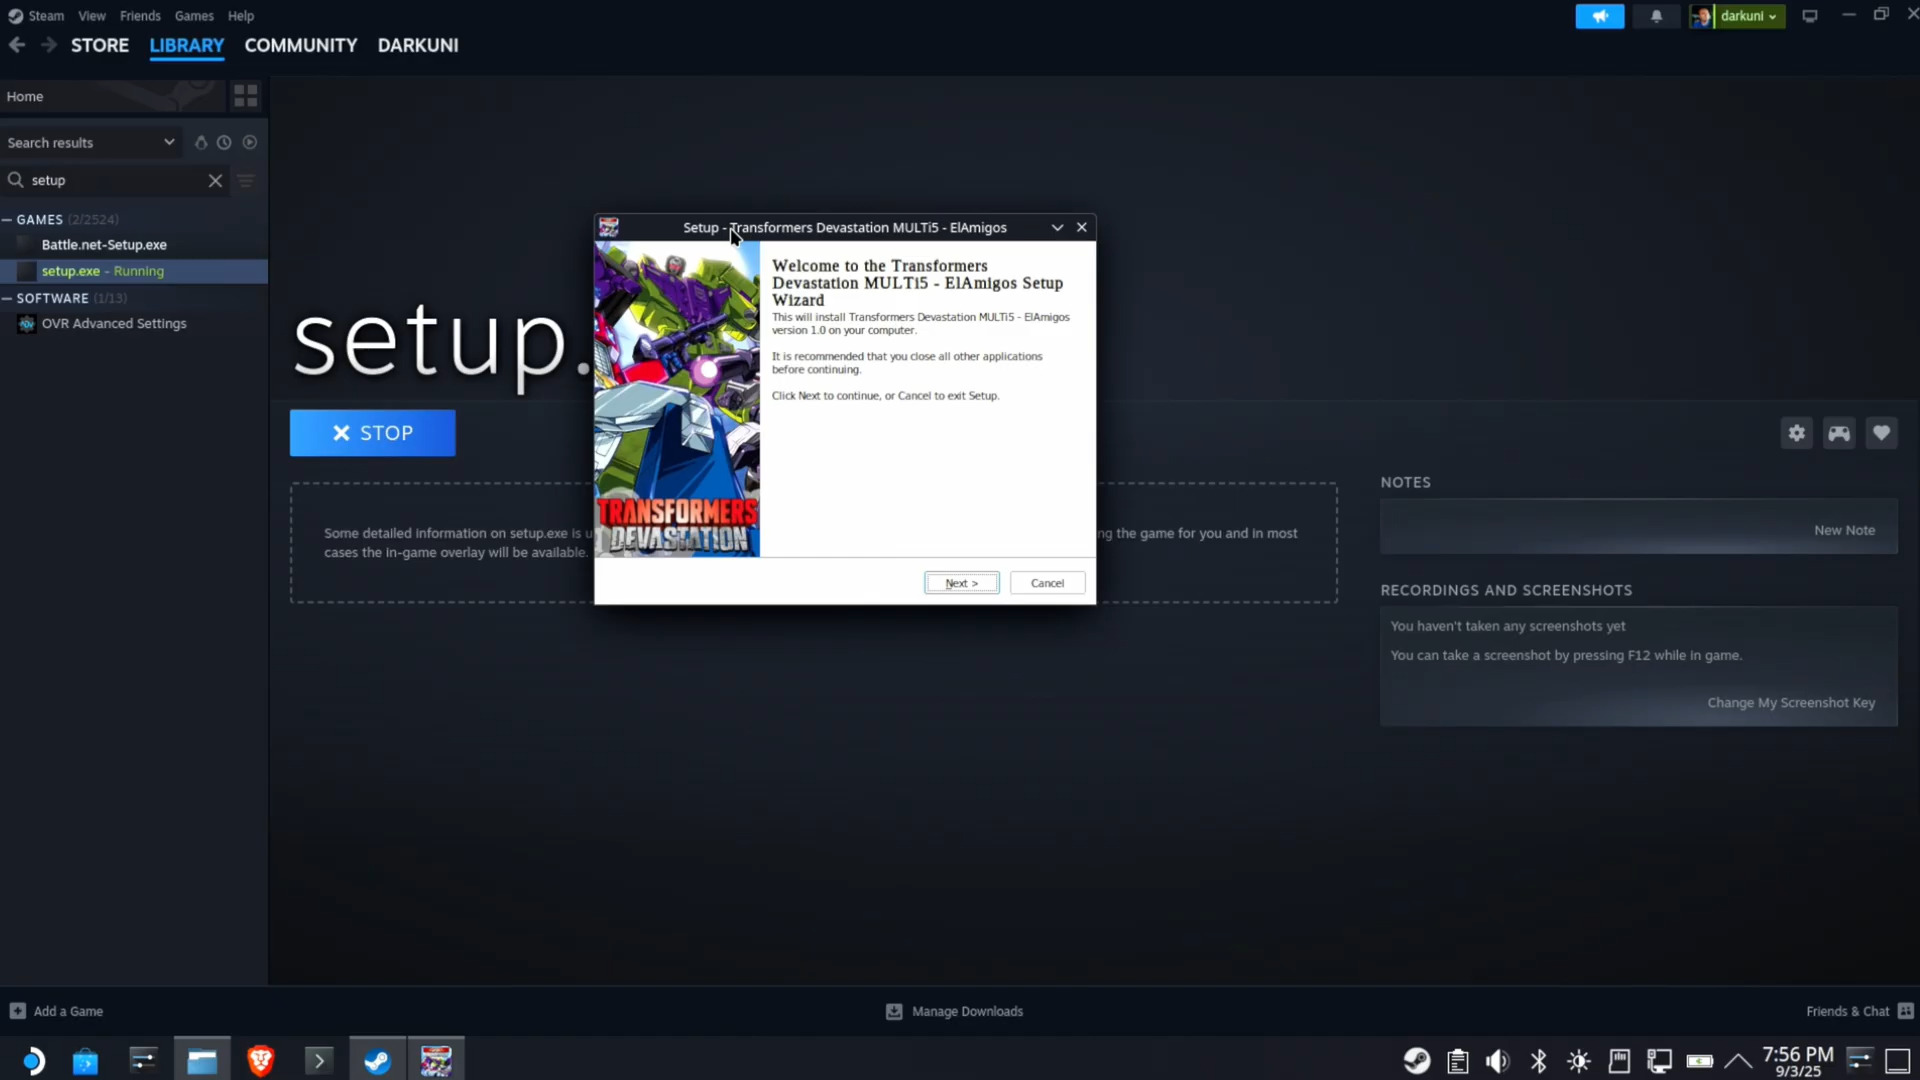 Steam View Friends Games Help
darkuni
STORE LIBRARY COMMUNITY DARKUNI
Home
Search results
setup
GAMES (2/2524)
Battle.net-Setup.exe
setup.exe - Running
SOFTWARE (1/13)
OVR Advanced Settings
setup.
STOP
Some detailed information on setup.exe is u
ng the game for you and in most
cases the in-game overlay will be available.
Setup - Transformers Devastation MULTi5 - ElAmigos
Welcome to the Transformers
Devastation MULTi5 - ElAmigos Setup
Wizard
This will install Transformers Devastation MULTi5 - ElAmigos
version 1.0 on your computer.
It is recommended that you close all other applications
before continuing.
Click Next to continue, or Cancel to exit Setup.
TRANSFORMERS
DEVASTATION
Next >
Cancel
NOTES
New Note
RECORDINGS AND SCREENSHOTS
You haven't taken any screenshots yet
You can take a screenshot by pressing F12 while in game.
Change My Screenshot Key
Add a Game
Manage Downloads
Friends & Chat
7:56 PM
9/3/25